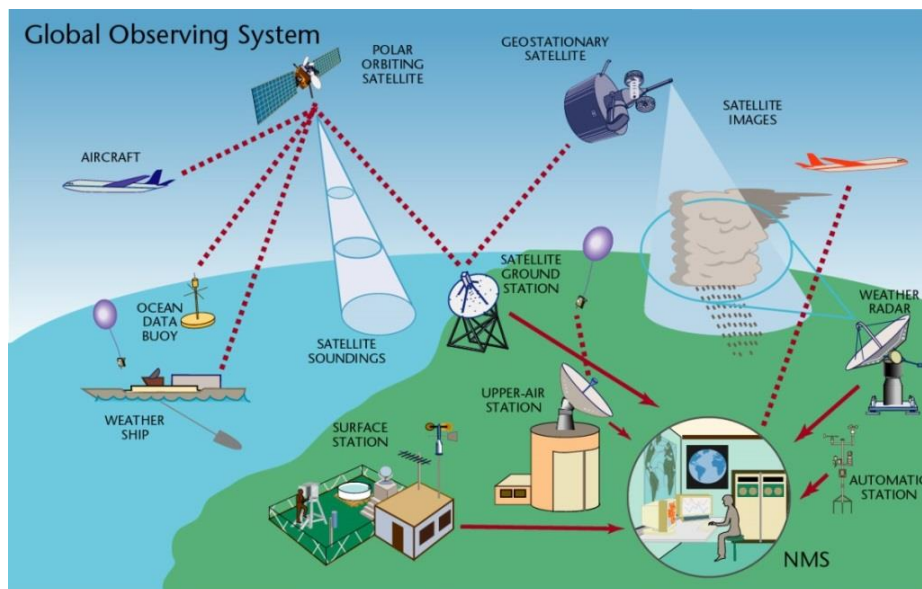 Global Observing System
POLAR
ORBITING
SATELLITE
GEOSTATIONARY
SATELLITE
SATELLITE
IMAGES
AIRCRAFT
OCEAN
DATA
BUOY
SATELLITE
SOUNDINGS
SATELLITE
GROUND
STATION
WEATHER
RADAR
WEATHER
SHIP
UPPER-AIR
STATION
SURFACE
STATION
AUTOMATIC
STATION
NMS